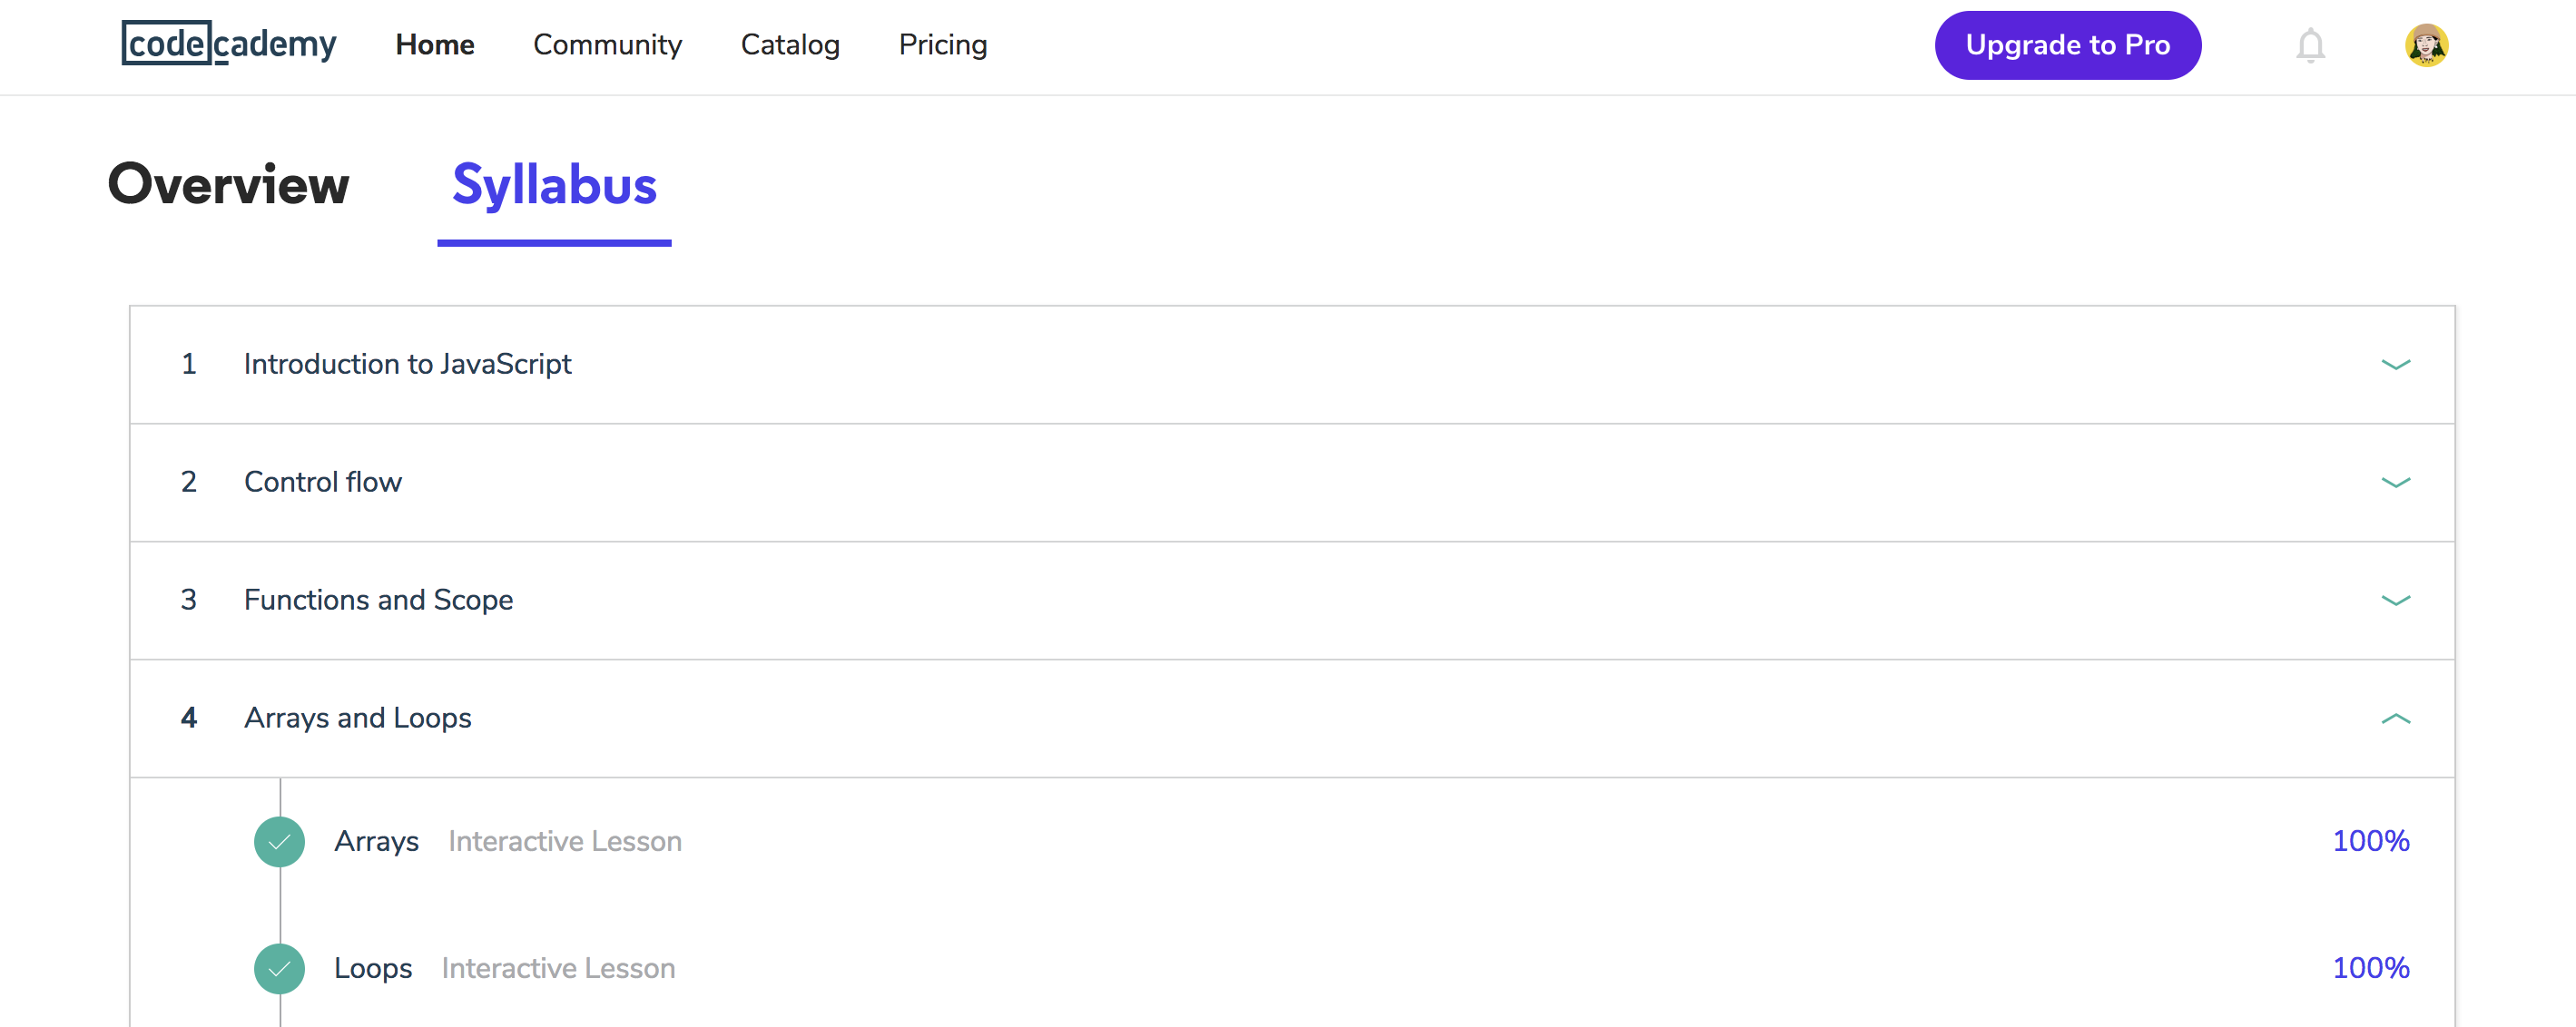 codecademy Home Community Catalog Pricing Upgrade to Pro
Overview Syllabus
1 Introduction to JavaScript
2 Control flow
3 Functions and Scope
4 Arrays and Loops
Arrays Interactive Lesson 100%
Loops Interactive Lesson 100%